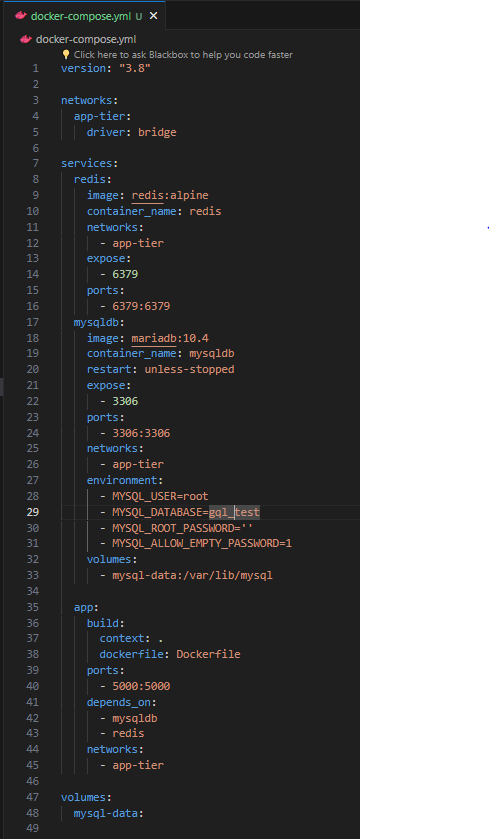 docker-compose.yml U ×
docker-compose.yml
Click here to ask Blackbox to help you code faster
1 version: "3.8"
2
3 networks:
4   app-tier:
5     driver: bridge
6
7 services:
8   redis:
9     image: redis:alpine
10     container_name: redis
11     networks:
12       - app-tier
13     expose:
14       - 6379
15     ports:
16       - 6379:6379
17   mysqldb:
18     image: mariadb:10.4
19     container_name: mysqldb
20     restart: unless-stopped
21     expose:
22       - 3306
23     ports:
24       - 3306:3306
25     networks:
26       - app-tier
27     environment:
28       - MYSQL_USER=root
29       - MYSQL_DATABASE=gql_test
30       - MYSQL_ROOT_PASSWORD=''
31       - MYSQL_ALLOW_EMPTY_PASSWORD=1
32     volumes:
33       - mysql-data:/var/lib/mysql
34
35   app:
36     build:
37       context: .
38       dockerfile: Dockerfile
39     ports:
40       - 5000:5000
41     depends_on:
42       - mysqldb
43       - redis
44     networks:
45       - app-tier
46
47 volumes:
48   mysql-data:
49